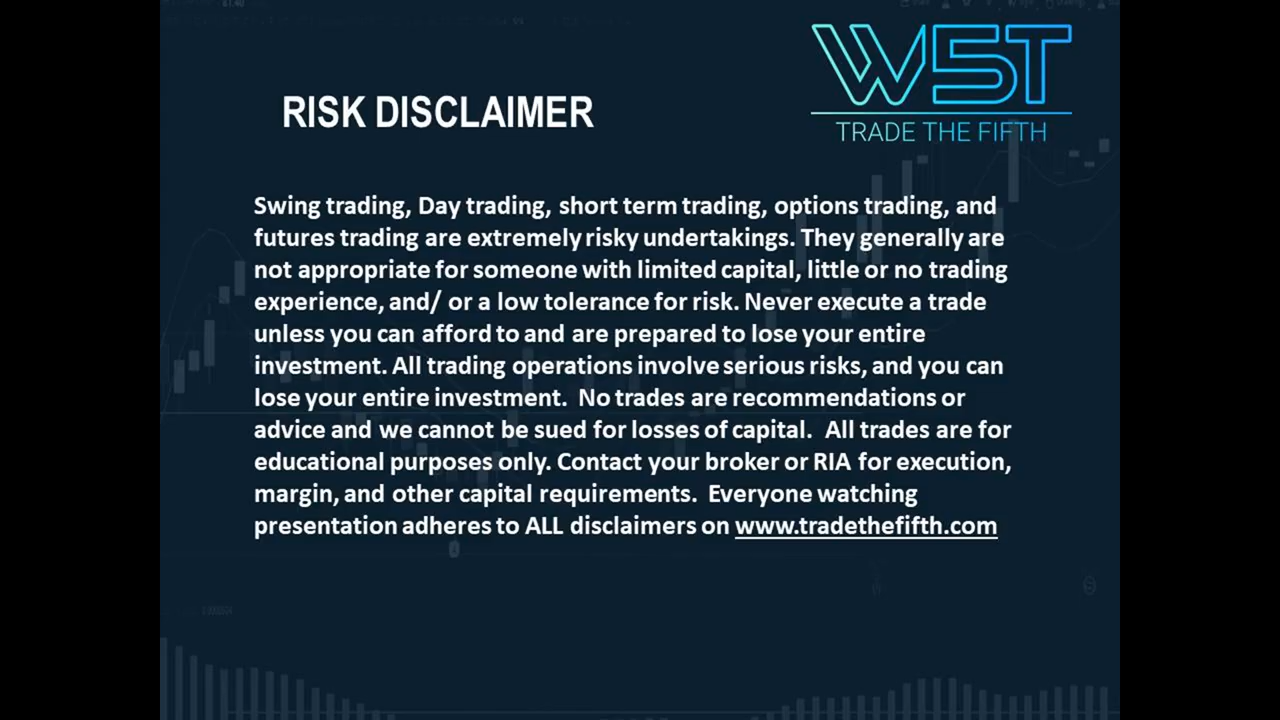 W5T
TRADE THE FIFTH
RISK DISCLAIMER
Swing trading, Day trading, short term trading, options trading, and
futures trading are extremely risky undertakings. They generally are
not appropriate for someone with limited capital, little or no trading
experience, and/ or a low tolerance for risk. Never execute a trade
unless you can afford to and are prepared to lose your entire
investment. All trading operations involve serious risks, and you can
lose your entire investment.  No trades are recommendations or
advice and we cannot be sued for losses of capital.  All trades are for
educational purposes only. Contact your broker or RIA for execution,
margin, and other capital requirements.  Everyone watching
presentation adheres to ALL disclaimers on www.tradethefifth.com